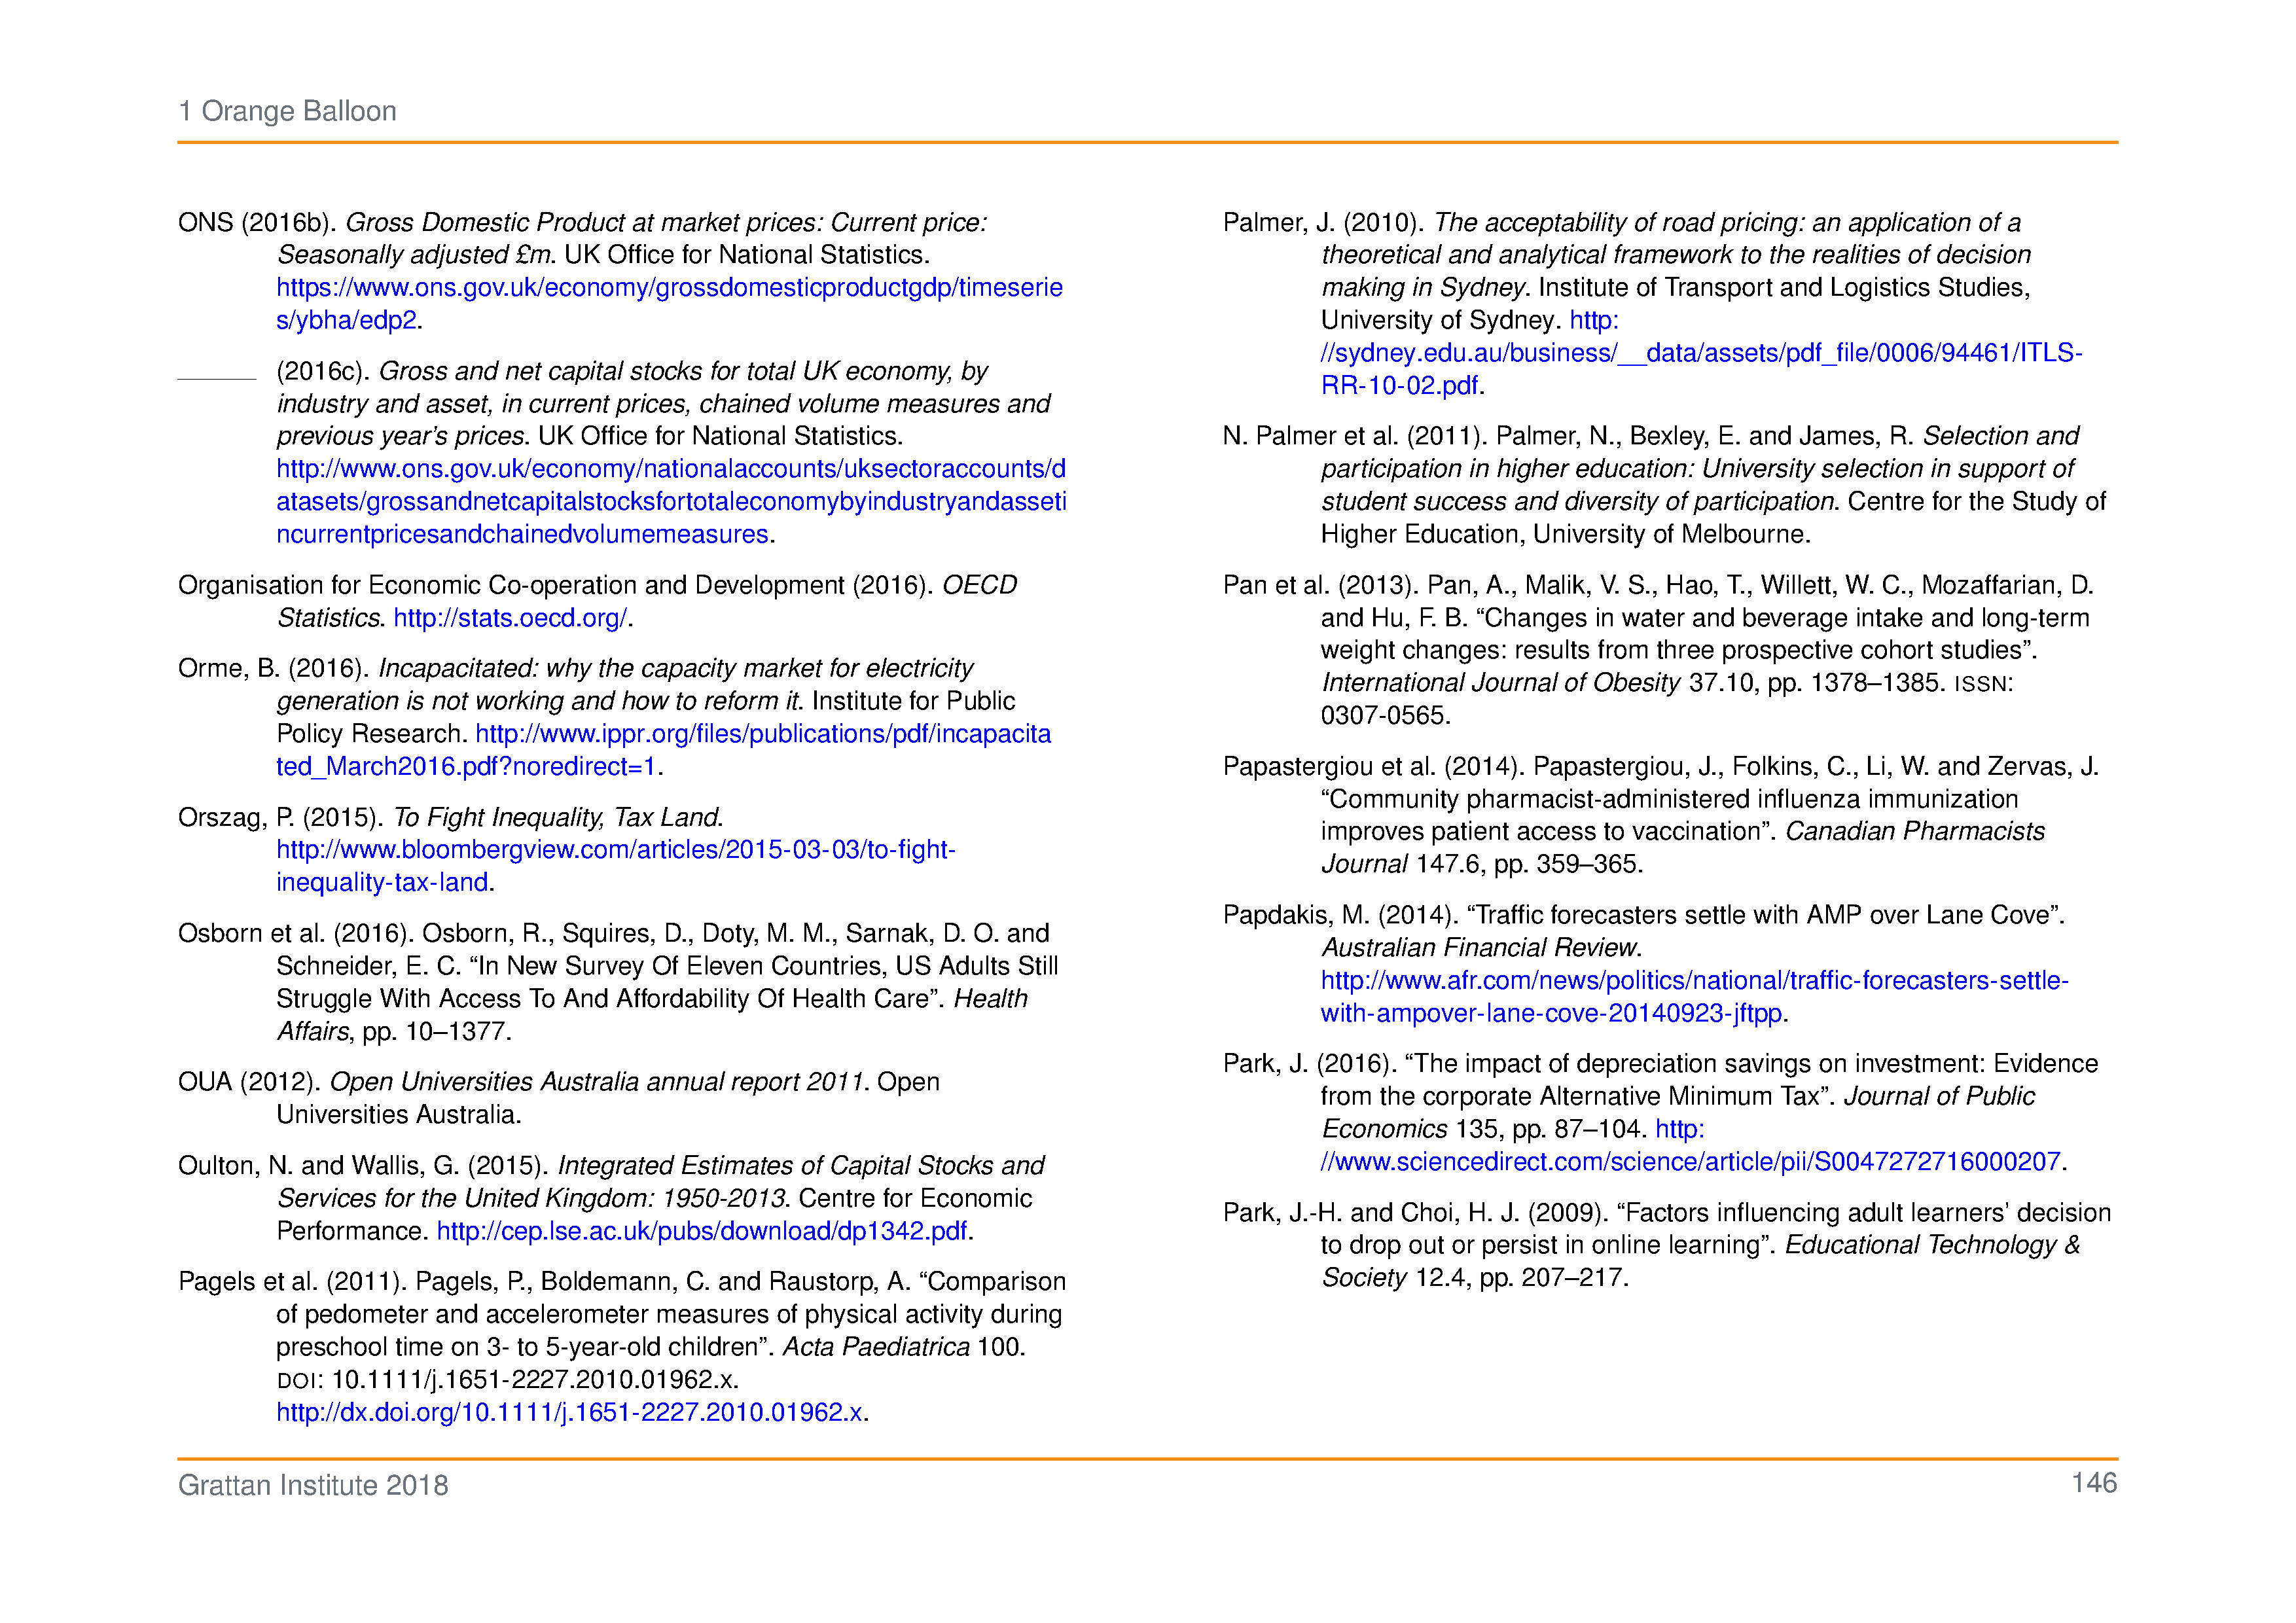 1 Orange Balloon
ONS (2016b). Gross Domestic Product at market prices: Current price:
Seasonally adjusted £m. UK Office for National Statistics.
https://www.ons.gov.uk/economy/grossdomesticproductgdp/timeserie
s/ybha/edp2.
(2016c). Gross and net capital stocks for total UK economy, by
industry and asset, in current prices, chained volume measures and
previous year’s prices. UK Office for National Statistics.
http://www.ons.gov.uk/economy/nationalaccounts/uksectoraccounts/d
atasets/grossandnetcapitalstocksfortotaleconomybyindustryandasseti
ncurrentpricesandchainedvolumemeasures.
Organisation for Economic Co-operation and Development (2016). OECD
Statistics. http://stats.oecd.org/.
Orme, B. (2016). Incapacitated: why the capacity market for electricity
generation is not working and how to reform it. Institute for Public
Policy Research. http://www.ippr.org/files/publications/pdf/incapacita
ted_March2016.pdf?noredirect=1.
Orszag, P. (2015). To Fight Inequality, Tax Land.
http://www.bloombergview.com/articles/2015-03-03/to-fight-
inequality-tax-land.
Osborn et al. (2016). Osborn, R., Squires, D., Doty, M. M., Sarnak, D. O. and
Schneider, E. C. “In New Survey Of Eleven Countries, US Adults Still
Struggle With Access To And Affordability Of Health Care”. Health
Affairs, pp. 10–1377.
OUA (2012). Open Universities Australia annual report 2011. Open
Universities Australia.
Oulton, N. and Wallis, G. (2015). Integrated Estimates of Capital Stocks and
Services for the United Kingdom: 1950-2013. Centre for Economic
Performance. http://cep.lse.ac.uk/pubs/download/dp1342.pdf.
Pagels et al. (2011). Pagels, P., Boldemann, C. and Raustorp, A. “Comparison
of pedometer and accelerometer measures of physical activity during
preschool time on 3- to 5-year-old children”. Acta Paediatrica 100.
DOI: 10.1111/j.1651-2227.2010.01962.x.
http://dx.doi.org/10.1111/j.1651-2227.2010.01962.x.
Palmer, J. (2010). The acceptability of road pricing: an application of a
theoretical and analytical framework to the realities of decision
making in Sydney. Institute of Transport and Logistics Studies,
University of Sydney. http:
//sydney.edu.au/business/__data/assets/pdf_file/0006/94461/ITLS-
RR-10-02.pdf.
N. Palmer et al. (2011). Palmer, N., Bexley, E. and James, R. Selection and
participation in higher education: University selection in support of
student success and diversity of participation. Centre for the Study of
Higher Education, University of Melbourne.
Pan et al. (2013). Pan, A., Malik, V. S., Hao, T., Willett, W. C., Mozaffarian, D.
and Hu, F. B. “Changes in water and beverage intake and long-term
weight changes: results from three prospective cohort studies”.
International Journal of Obesity 37.10, pp. 1378–1385. ISSN:
0307-0565.
Papastergiou et al. (2014). Papastergiou, J., Folkins, C., Li, W. and Zervas, J.
“Community pharmacist-administered influenza immunization
improves patient access to vaccination”. Canadian Pharmacists
Journal 147.6, pp. 359–365.
Papdakis, M. (2014). “Traffic forecasters settle with AMP over Lane Cove”.
Australian Financial Review.
http://www.afr.com/news/politics/national/traffic-forecasters-settle-
with-ampover-lane-cove-20140923-jftpp.
Park, J. (2016). “The impact of depreciation savings on investment: Evidence
from the corporate Alternative Minimum Tax”. Journal of Public
Economics 135, pp. 87–104. http:
//www.sciencedirect.com/science/article/pii/S0047272716000207.
Park, J.-H. and Choi, H. J. (2009). “Factors influencing adult learners’ decision
to drop out or persist in online learning”. Educational Technology &
Society 12.4, pp. 207–217.
Grattan Institute 2018
146